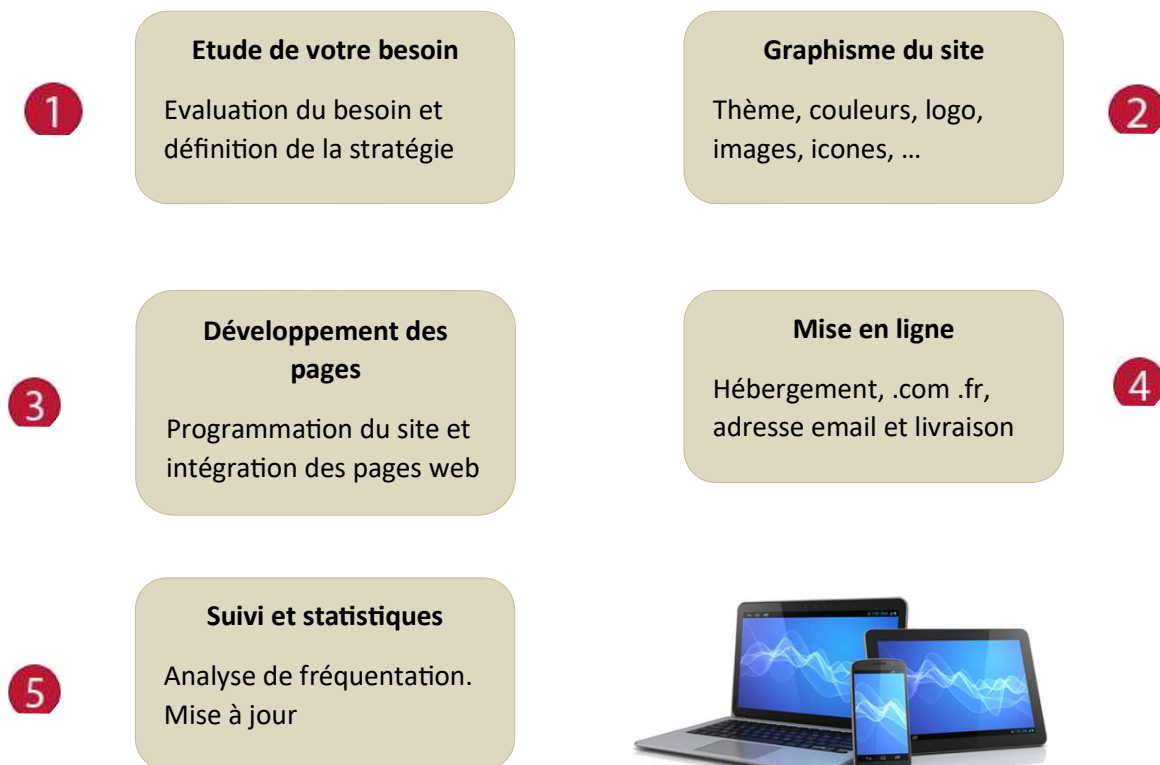 1
Etude de votre besoin
Evaluation du besoin et
définition de la stratégie
Graphisme du site
Thème, couleurs, logo,
images, icones, …
2
3
Développement des
pages
Programmation du site et
intégration des pages web
Mise en ligne
Hébergement, .com .fr,
adresse email et livraison
4
5
Suivi et statistiques
Analyse de fréquentation.
Mise à jour